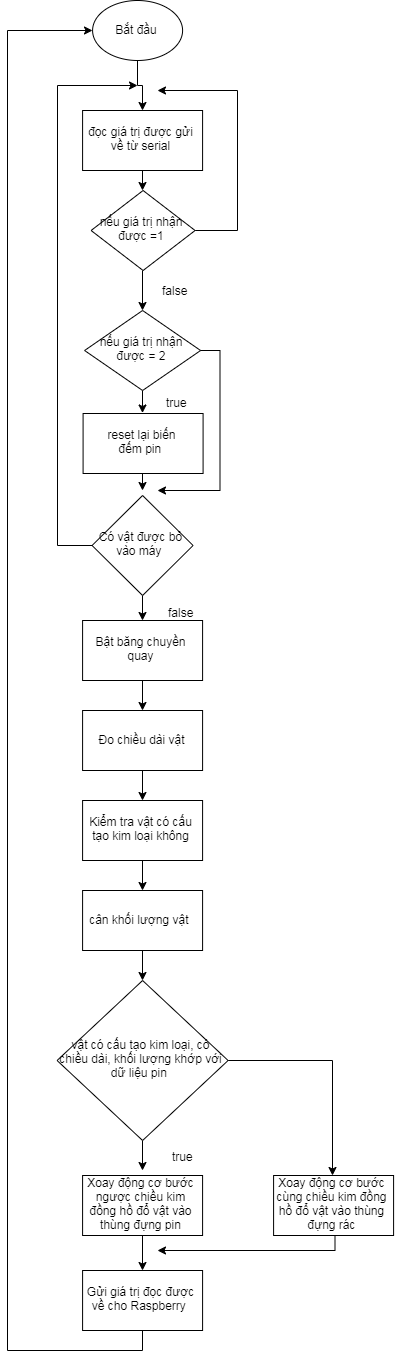 Bắt đầu
đọc giá trị được gửi
về từ serial
nếu giá trị nhận
được =1
false
nếu giá trị nhận
được = 2
true
reset lại biến
đếm pin
Có vật được bỏ
vào máy
false
Bật băng chuyền
quay
Đo chiều dài vật
Kiểm tra vật có cấu
tạo kim loại không
cân khối lượng vật
vật có cấu tạo kim loại, có
chiều dài, khối lượng khớp với
dữ liệu pin
true
Xoay động cơ bước
ngược chiều kim
đồng hồ đổ vật vào
thùng đựng pin
Xoay động cơ bước
cùng chiều kim đồng
hồ đổ vật vào thùng
đựng rác
Gửi giá trị đọc được
về cho Raspberry